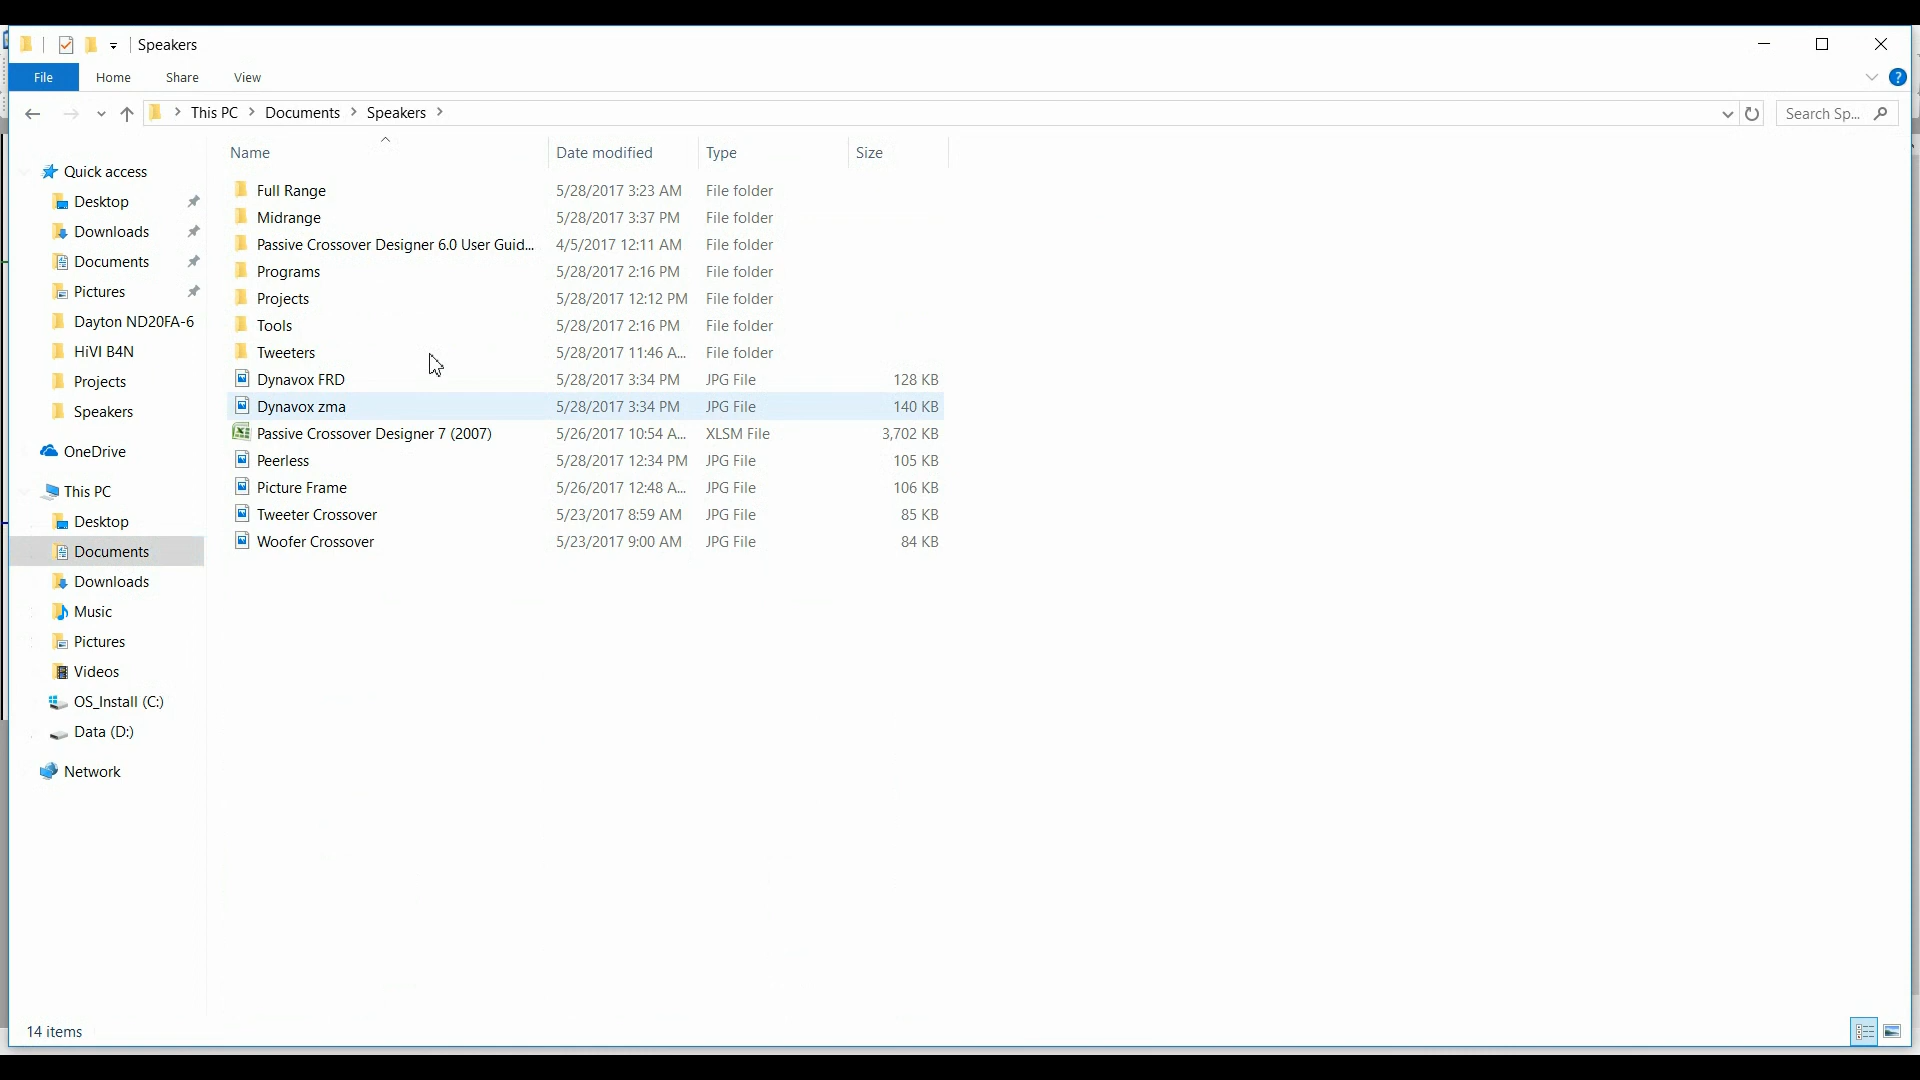 Speakers
File Home Share View
This PC Documents Speakers Search Sp...
Name Date modified Type Size
Quick access
Desktop
Downloads
Documents
Pictures
Dayton ND20FA-6
HiVI B4N
Projects
Speakers
OneDrive
This PC
Desktop
Documents
Downloads
Music
Pictures
Videos
OS_Install (C:)
Data (D:)
Network
Full Range 5/28/2017 3:23 AM File folder
Midrange 5/28/2017 3:37 PM File folder
Passive Crossover Designer 6.0 User Guid... 4/5/2017 12:11 AM File folder
Programs 5/28/2017 2:16 PM File folder
Projects 5/28/2017 12:12 PM File folder
Tools 5/28/2017 2:16 PM File folder
Tweeters 5/28/2017 11:46 A... File folder
Dynavox FRD 5/28/2017 3:34 PM JPG File 128 KB
Dynavox zma 5/28/2017 3:34 PM JPG File 140 KB
Passive Crossover Designer 7 (2007) 5/26/2017 10:54 A... XLSM File 3,702 KB
Peerless 5/28/2017 12:34 PM JPG File 105 KB
Picture Frame 5/26/2017 12:48 A... JPG File 106 KB
Tweeter Crossover 5/23/2017 8:59 AM JPG File 85 KB
Woofer Crossover 5/23/2017 9:00 AM JPG File 84 KB
14 items